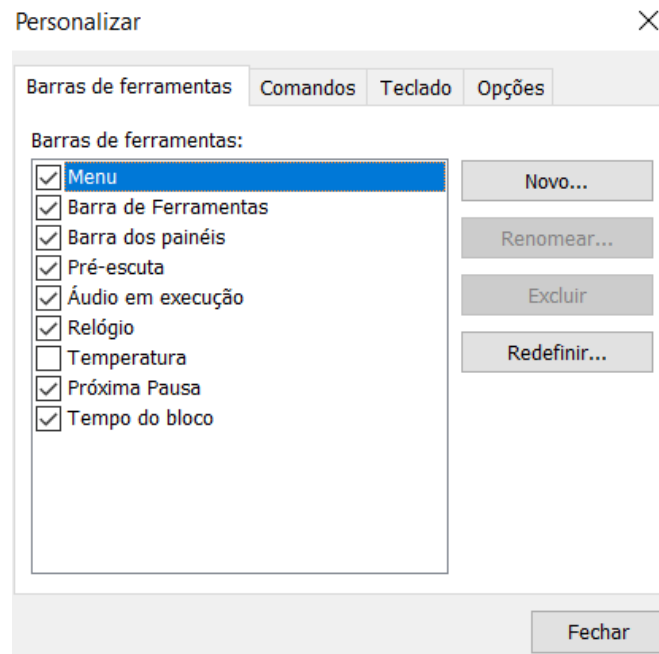 Personalizar
Barras de ferramentas Comandos Teclado Opções
Barras de ferramentas:
Menu
Barra de Ferramentas
Barra dos painéis
Pré-escuta
Áudio em execução
Relógio
Temperatura
Próxima Pausa
Tempo do bloco
Novo...
Renomear...
Excluir
Redefinir...
Fechar